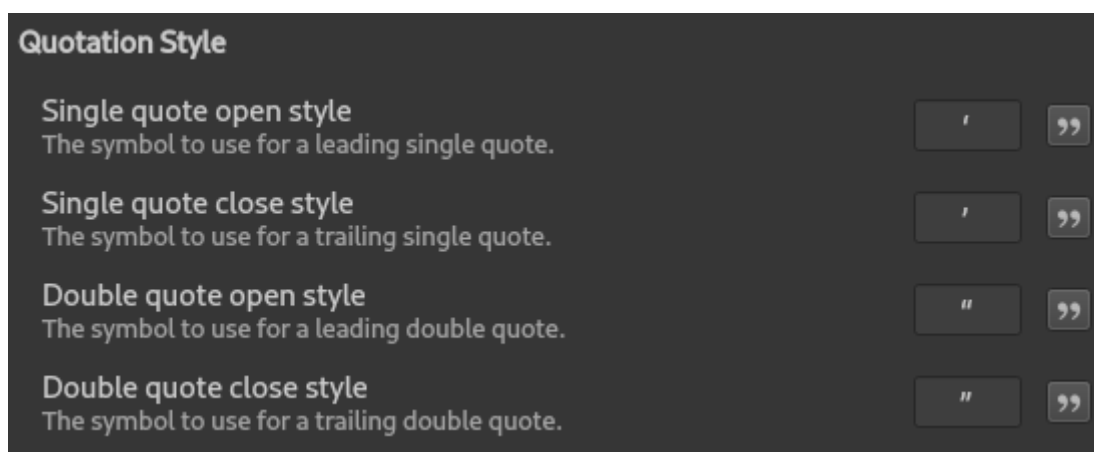 Quotation Style
Single quote open style ‘
The symbol to use for a leading single quote.
Single quote close style ’
The symbol to use for a trailing single quote.
Double quote open style “
The symbol to use for a leading double quote.
Double quote close style ”
The symbol to use for a trailing double quote.